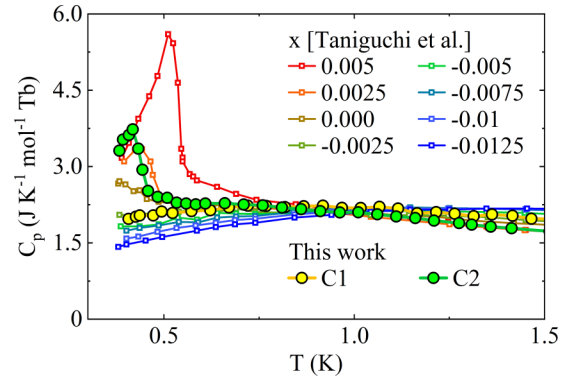 6.0
4.5
3.0
1.5
0
C_p (J K⁻¹ mol⁻¹ Tb)
x [Taniguchi et al.]
0.005 -0.005
0.0025 -0.0075
0.000 -0.01
-0.0025 -0.0125
This work
C1 C2
0.5 1.0 1.5
T (K)